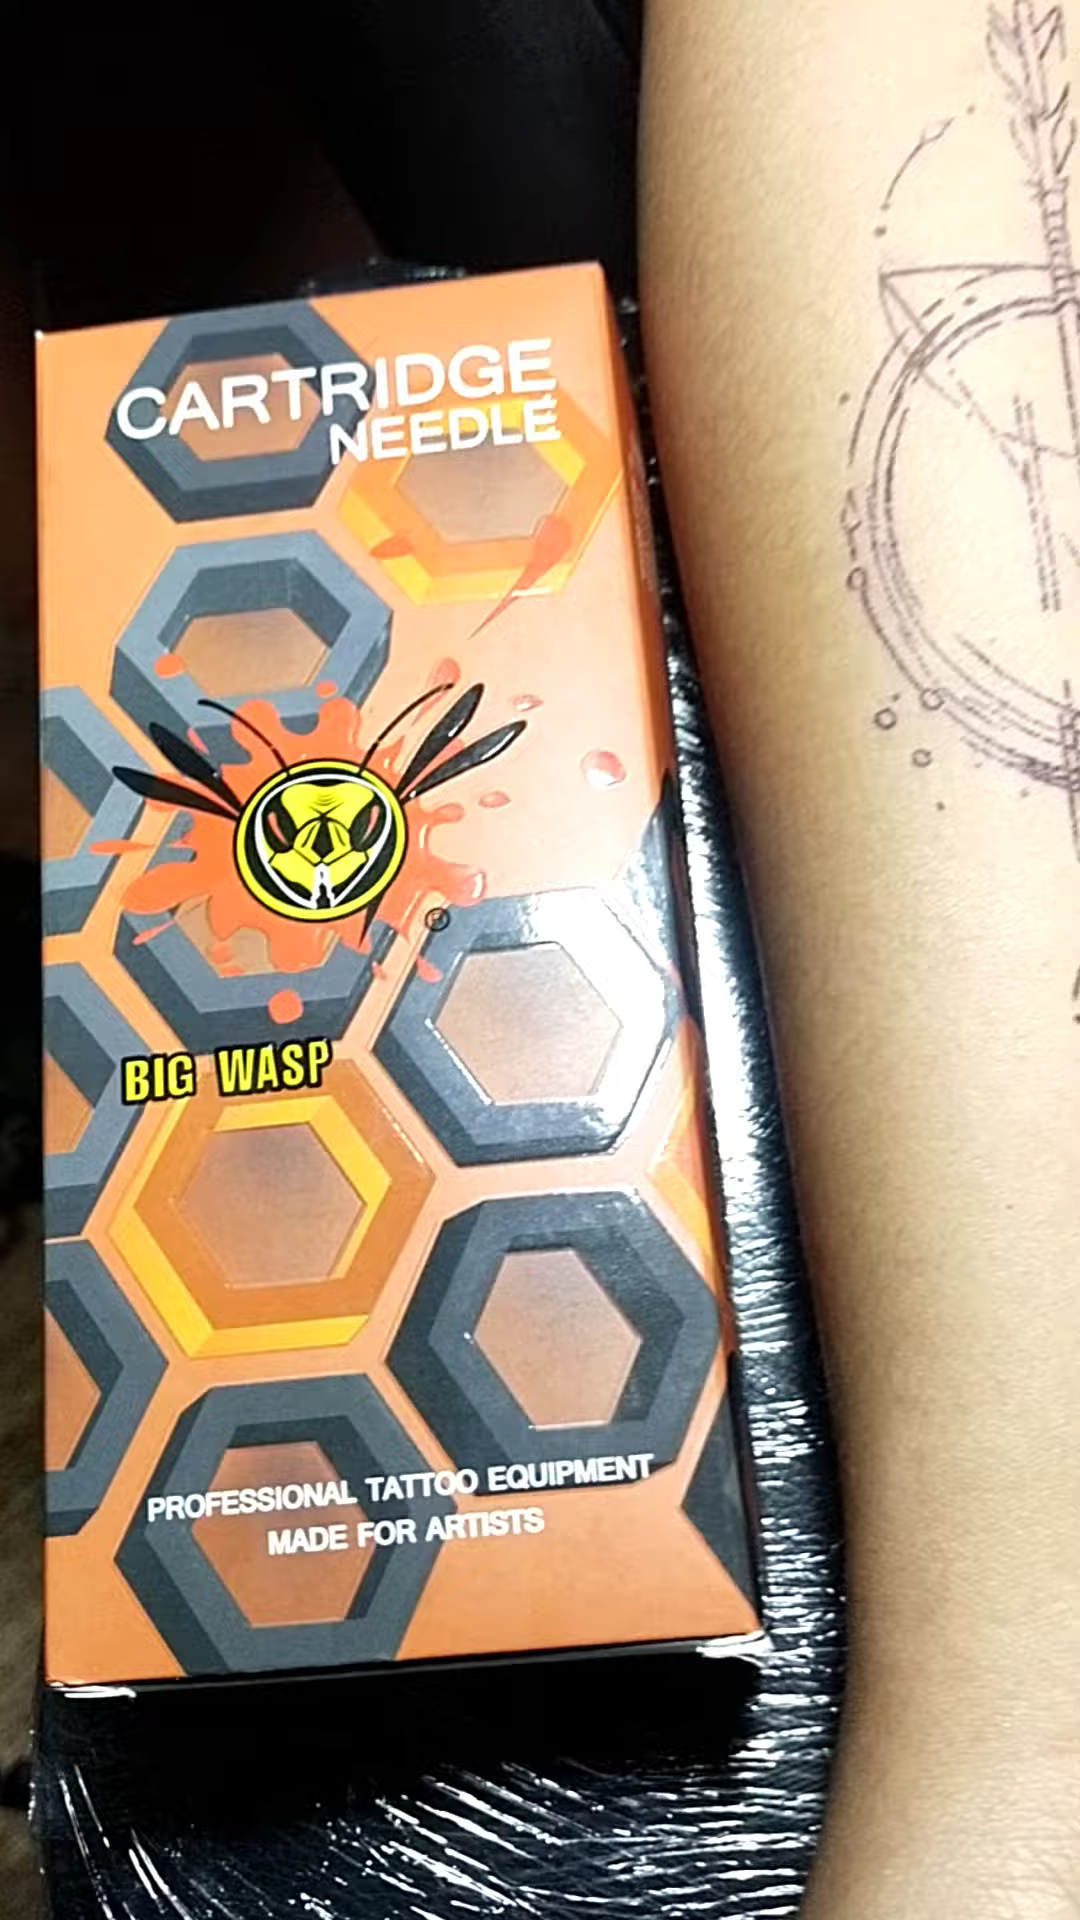 CARTRIDGE
NEEDLE
®
BIG WASP
PROFESSIONAL TATTOO EQUIPMENT
MADE FOR ARTISTS